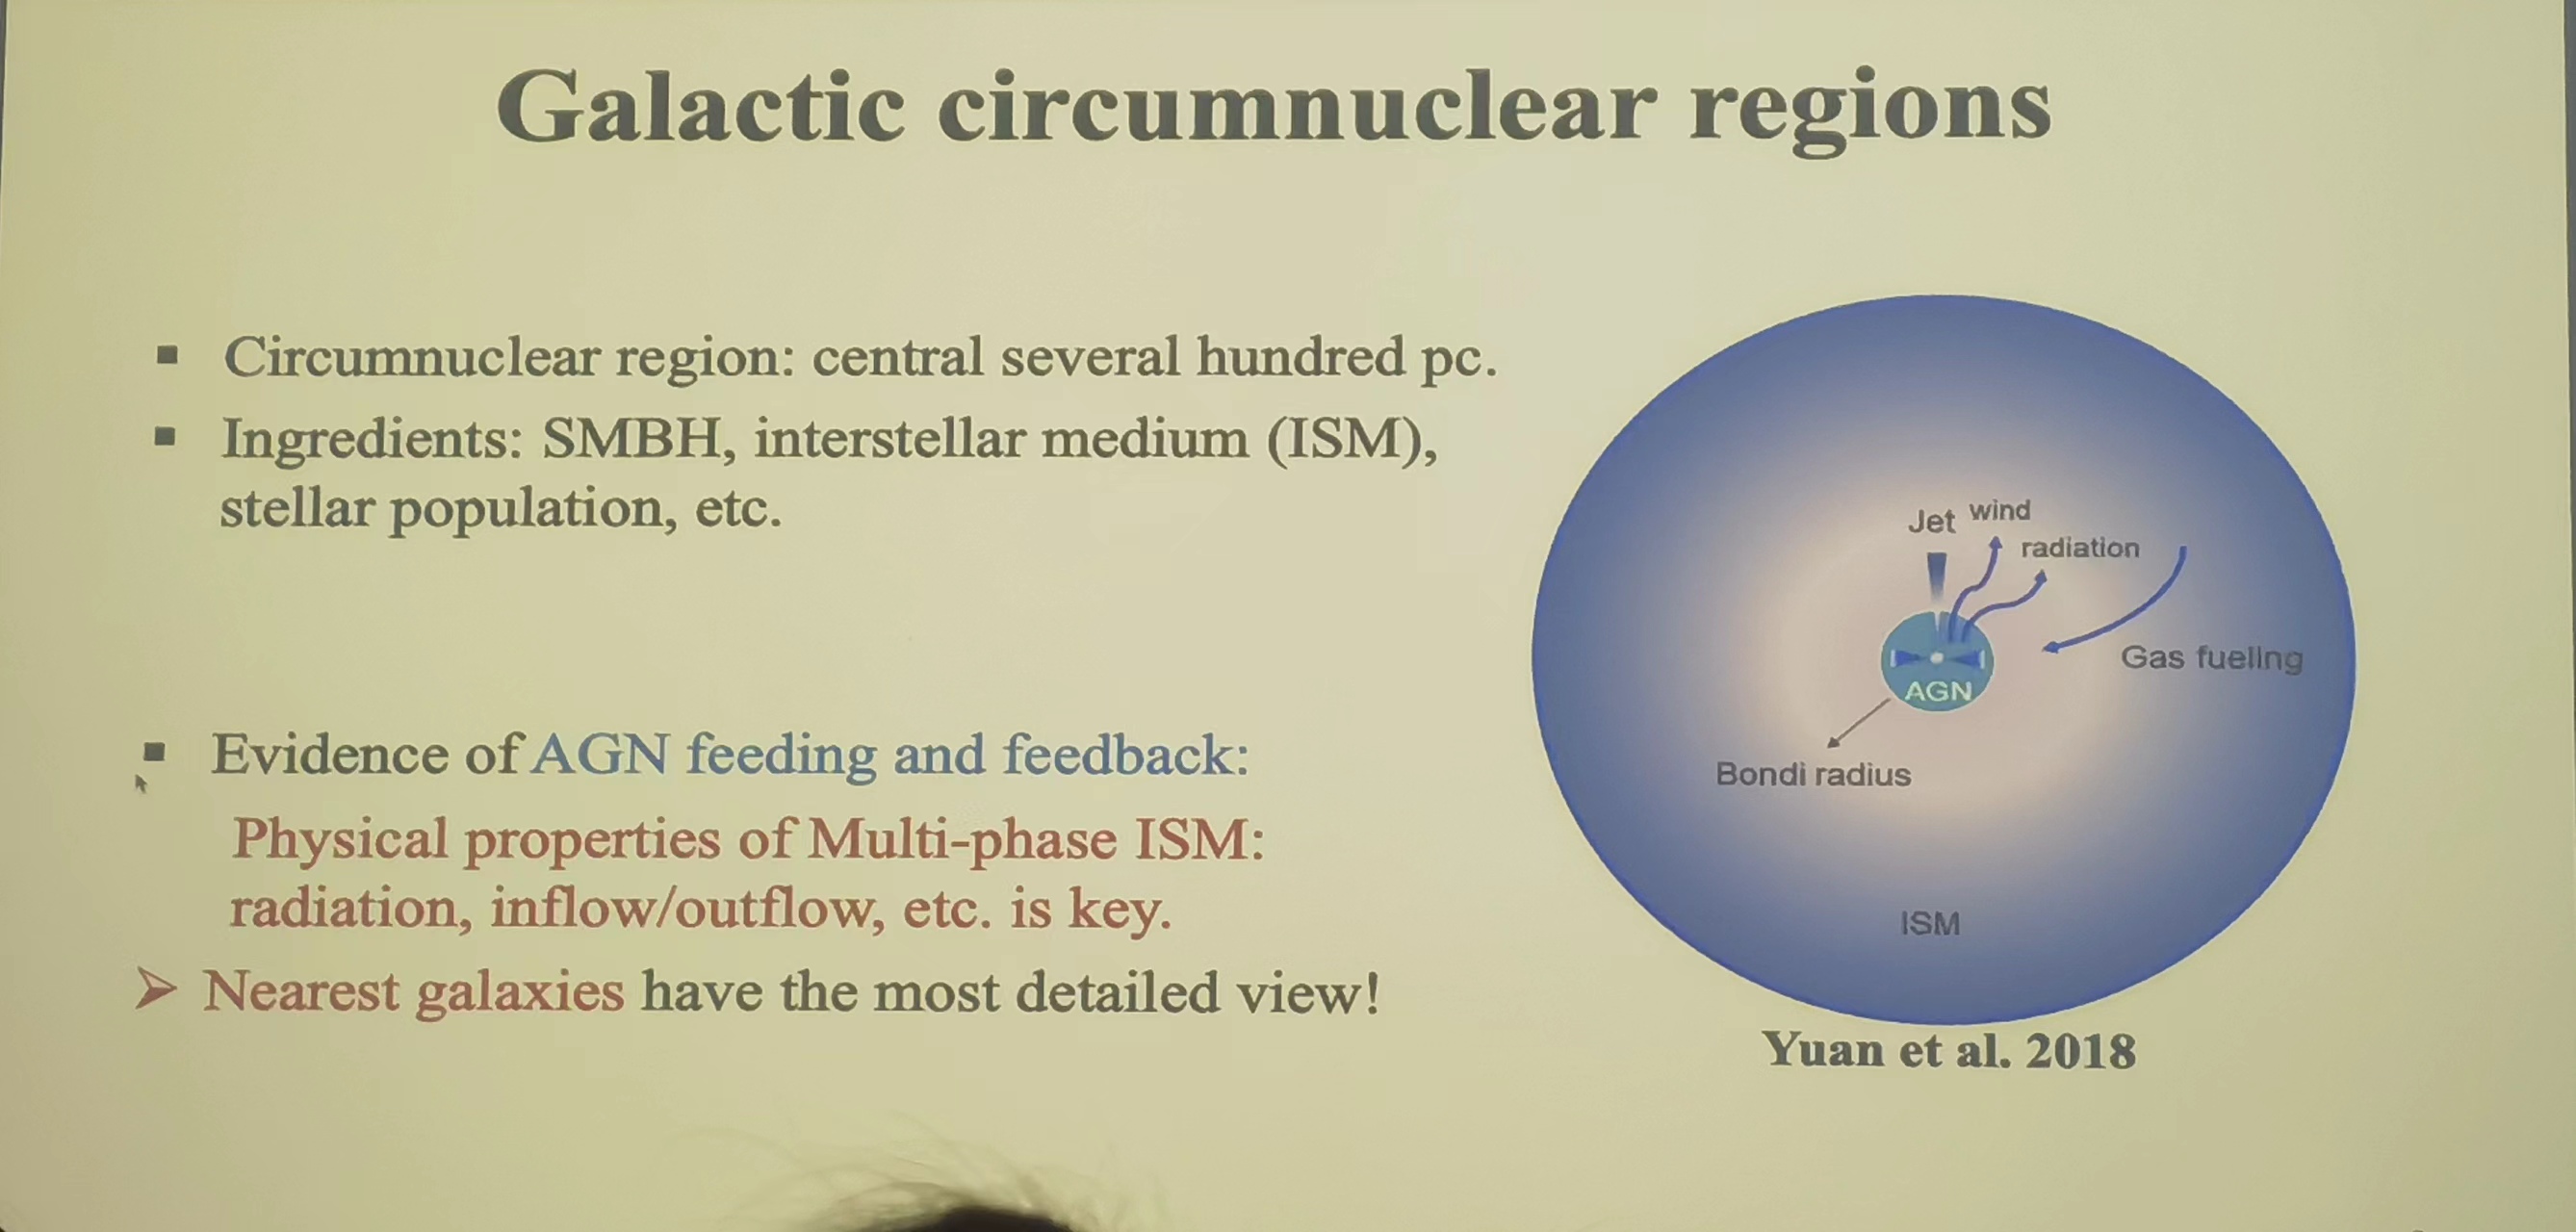 Galactic circumnuclear regions
▪ Circumnuclear region: central several hundred pc.
▪ Ingredients: SMBH, interstellar medium (ISM),
stellar population, etc.
▪ Evidence of AGN feeding and feedback:
Physical properties of Multi-phase ISM:
radiation, inflow/outflow, etc. is key.
➢ Nearest galaxies have the most detailed view!
Jet wind
radiation
Gas fueling
AGN
Bondi radius
ISM
Yuan et al. 2018